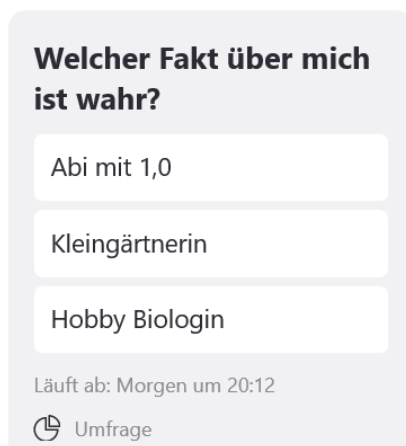 Welcher Fakt über mich
ist wahr?
Abi mit 1,0
Kleingärtnerin
Hobby Biologin
Läuft ab: Morgen um 20:12
Umfrage